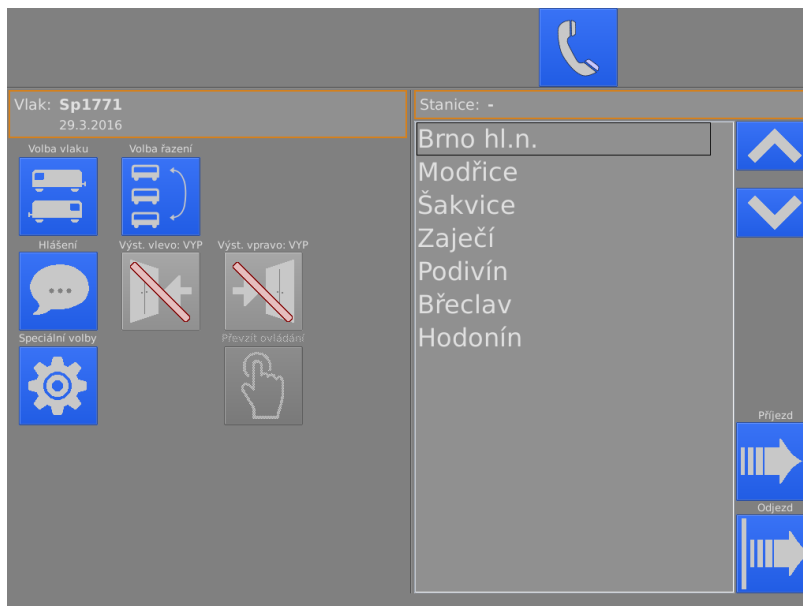 Vlak: Sp1771
29.3.2016
Stanice: -
Volba vlaku
Volba řazení
Hlášení
Výst. vlevo: VYP
Výst. vpravo: VYP
Speciální volby
Převzít ovládání
Brno hl.n.
Modřice
Šakvice
Zaječí
Podivín
Břeclav
Hodonín
Příjezd
Odjezd